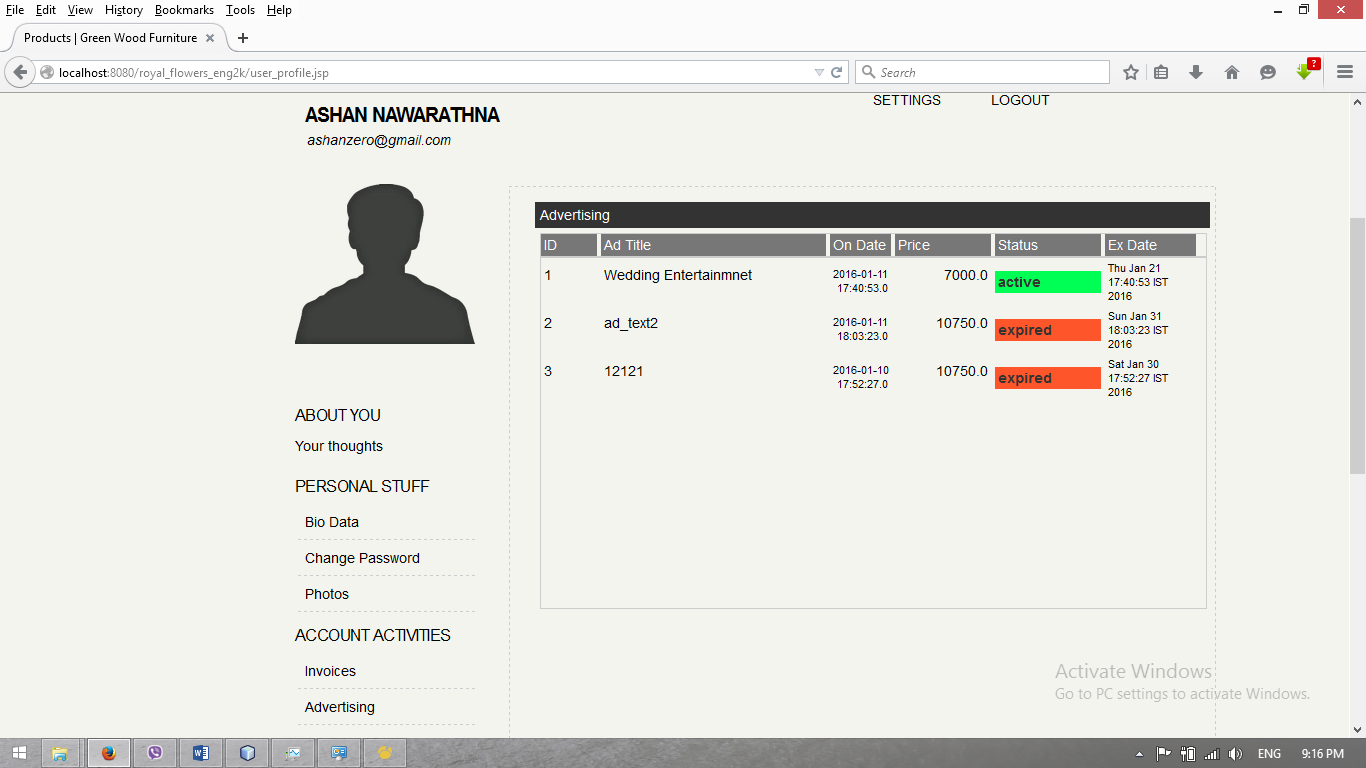 File Edit View History Bookmarks Tools Help
Products | Green Wood Furniture
localhost:8080/royal_flowers_eng2k/user_profile.jsp
Search
?
SETTINGS LOGOUT
ASHAN NAWARATHNA
ashanzero@gmail.com
Advertising
ID Ad Title On Date Price Status Ex Date
1 Wedding Entertainmnet 2016-01-11 17:40:53.0 7000.0 active Thu Jan 21 17:40:53 IST 2016
2 ad_text2 2016-01-11 18:03:23.0 10750.0 expired Sun Jan 31 18:03:23 IST 2016
3 12121 2016-01-10 17:52:27.0 10750.0 expired Sat Jan 30 17:52:27 IST 2016
ABOUT YOU
Your thoughts
PERSONAL STUFF
Bio Data
Change Password
Photos
ACCOUNT ACTIVITIES
Invoices
Advertising
Activate Windows
Go to PC settings to activate Windows.
ENG 9:16 PM